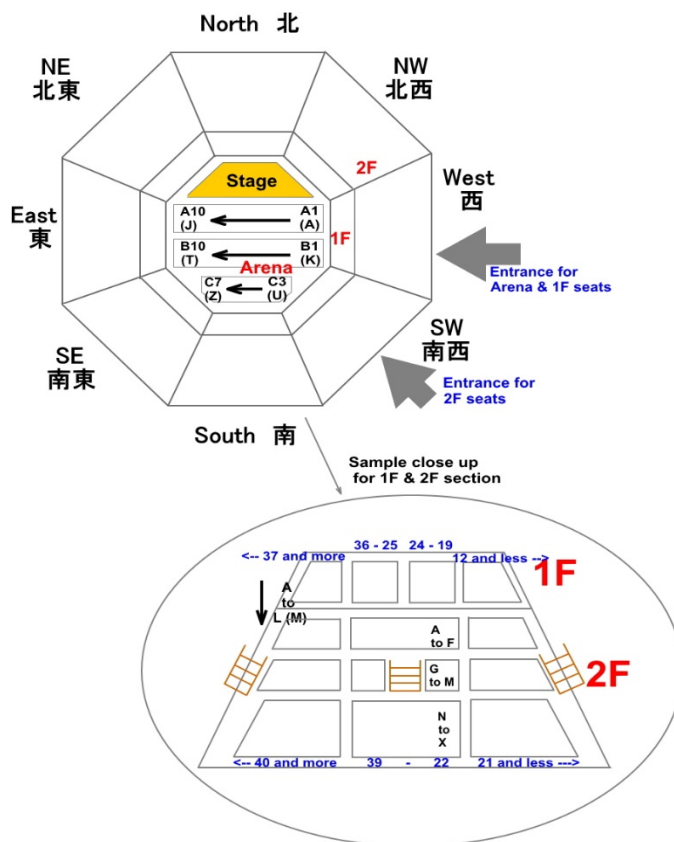 North 北
NE
北東
NW
北西
2F
Stage
West
西
A10
(J)
A1
(A)
East
東
1F
B10
(T)
B1
(K)
Arena
Entrance for
Arena & 1F seats
C7
(Z)
C3
(U)
SE
南東
SW
南西
Entrance for
2F seats
South 南
Sample close up
for 1F & 2F section
36 - 25 24 - 19
<-- 37 and more
12 and less -->
1F
A
to
L (M)
A
to F
G
to M
2F
N
to
X
<-- 40 and more 39 - 22 21 and less --->